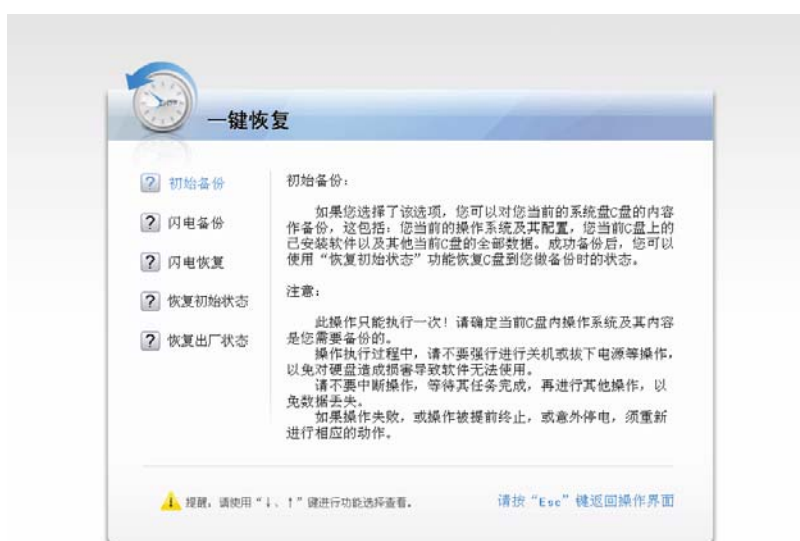 一键恢复
初始备份
闪电备份
闪电恢复
恢复初始状态
恢复出厂状态
初始备份：
如果您选择了该选项，您可以对您当前的系统盘C盘的内容
作备份，这包括：您当前的操作系统及其配置，您当前C盘上的
已安装软件以及其他当前C盘的全部数据。成功备份后，您可以
使用“恢复初始状态”功能恢复C盘到您做备份时的状态。
注意：
此操作只能执行一次！请确定当前C盘内操作系统及其内容
是您需要备份的。
操作执行过程中，请不要强行进行关机或拔下电源等操作，
以免对硬盘造成损害导致软件无法使用。
请不要中断操作，等待其任务完成，再进行其他操作，以
免数据丢失。
如果操作失败，或操作被提前终止，或意外停电，须重新
进行相应的动作。
提醒，请使用“↓、↑”键进行功能选择查看。
请按“Esc”键返回操作界面